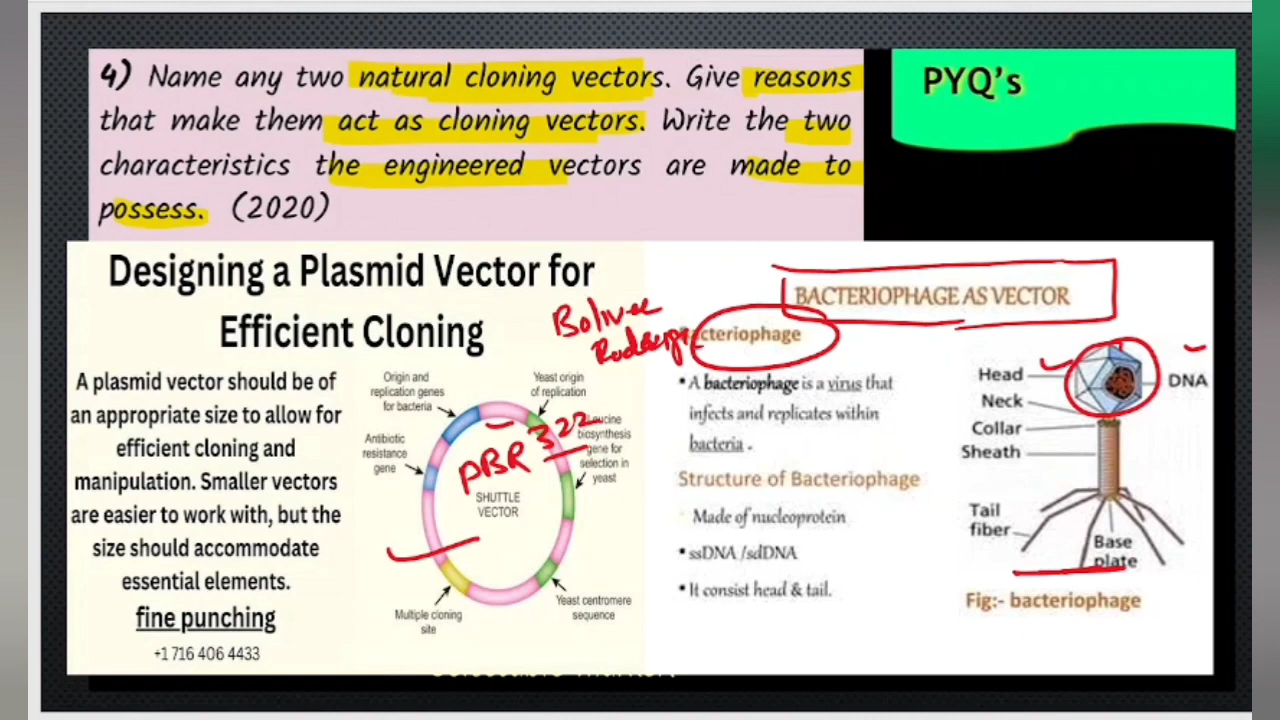 4) Name any two natural cloning vectors. Give reasons
that make them act as cloning vectors. Write the two
characteristics the engineered vectors are made to
possess. (2020)
PYQ's
Designing a Plasmid Vector for
Efficient Cloning
A plasmid vector should be of
an appropriate size to allow for
efficient cloning and
manipulation. Smaller vectors
are easier to work with, but the
size should accommodate
essential elements.
fine punching
+1 716 406 4433
Origin and
replication genes
for bacteria
Yeast origin
of replication
Antibiotic
resistance
gene
Leucine
biosynthesis
gene for
selection in
yeast
pBR 322
SHUTTLE
VECTOR
Multiple cloning
site
Yeast centromere
sequence
BACTERIOPHAGE AS VECTOR
Bacteriophage
• A bacteriophage is a virus that
infects and replicates within
bacteria .
Structure of Bacteriophage
Made of nucleoprotein
• ssDNA /sdDNA
• It consist head & tail.
Head
DNA
Neck
Collar
Sheath
Tail
fiber
Base
plate
Fig:- bacteriophage